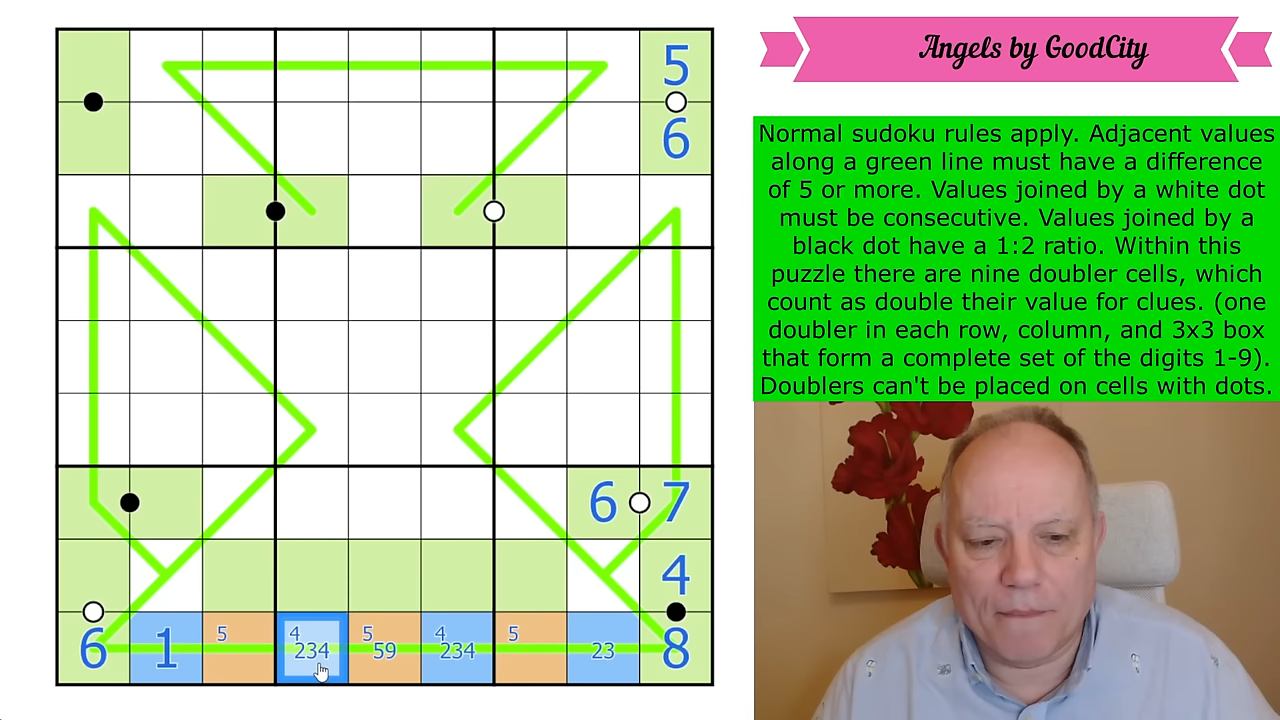 Angels by GoodCity
Normal sudoku rules apply. Adjacent values
along a green line must have a difference
of 5 or more. Values joined by a white dot
must be consecutive. Values joined by a
black dot have a 1:2 ratio. Within this
puzzle there are nine doubler cells, which
count as double their value for clues. (one
doubler in each row, column, and 3x3 box
that form a complete set of the digits 1-9).
Doublers can't be placed on cells with dots.
5
6
6 7
4
5 4 5 4 5
6 1 234 59 234 23 8